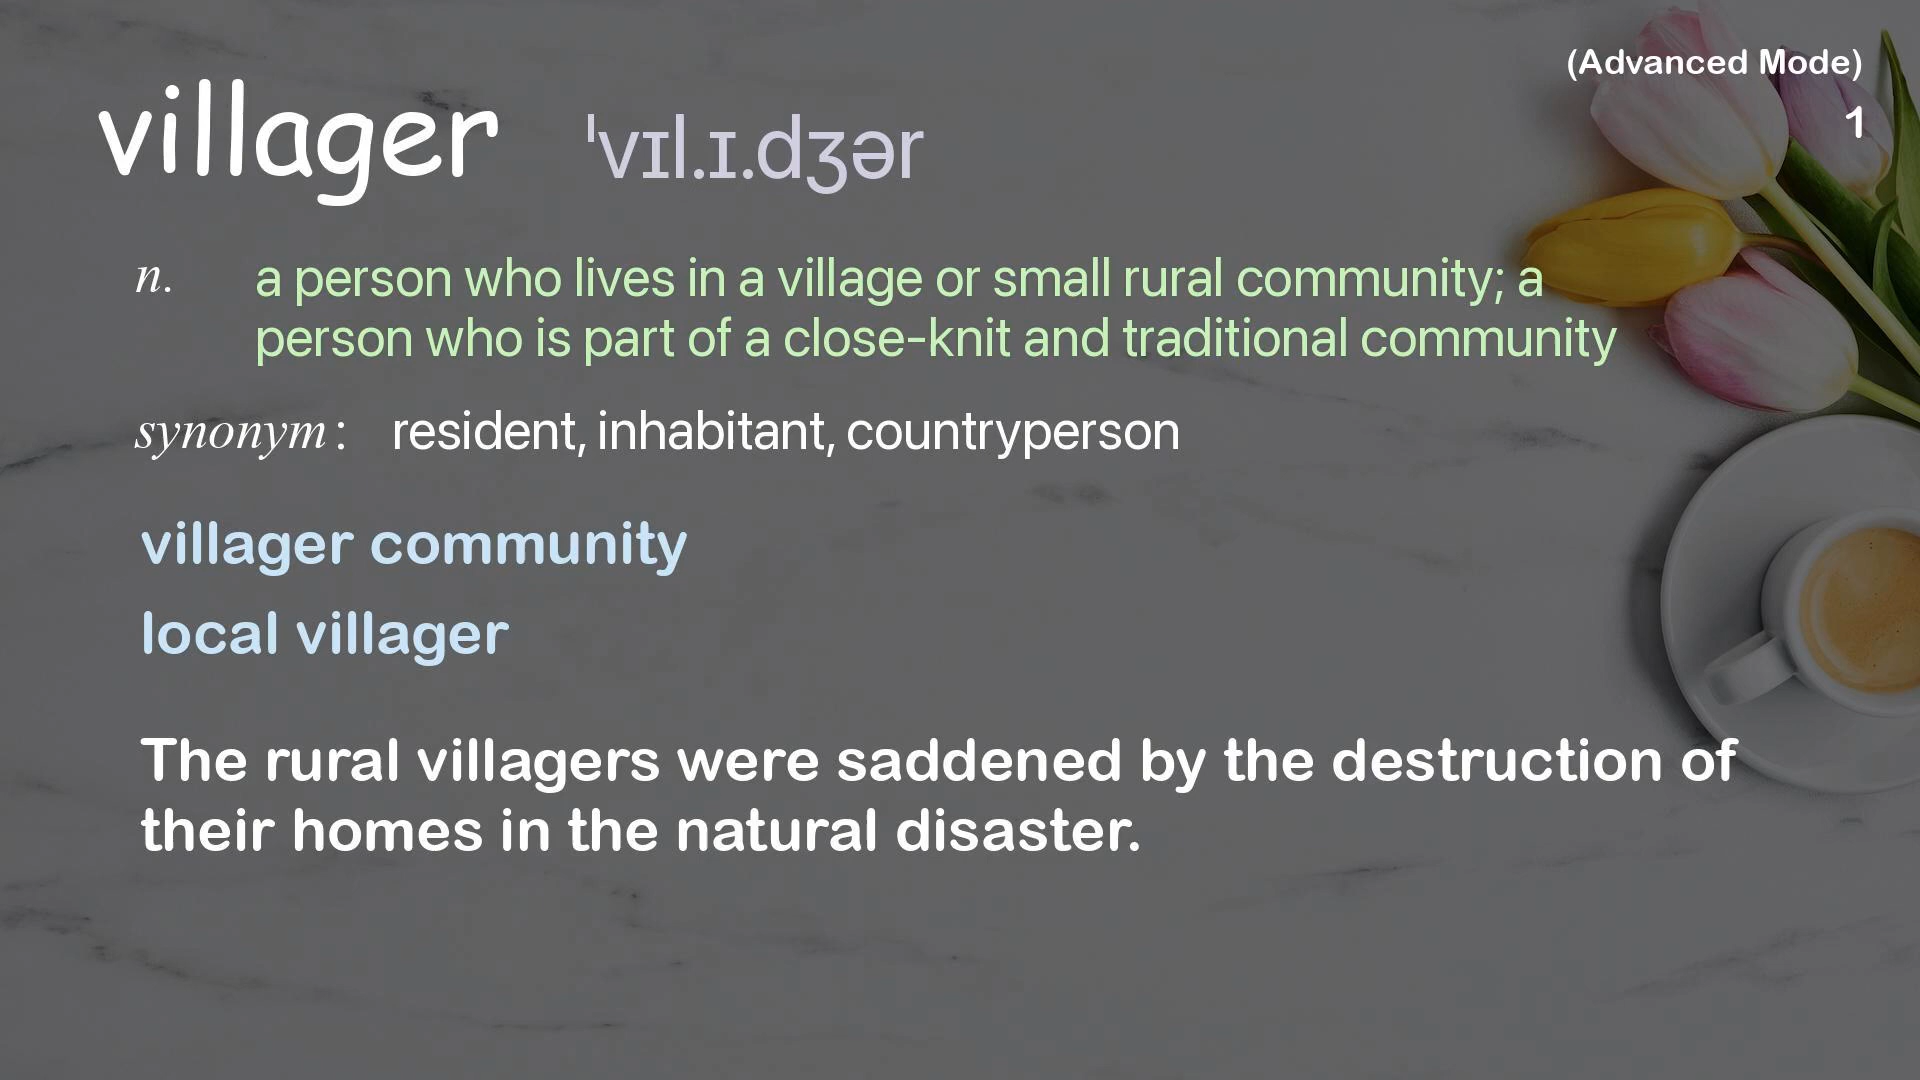 (Advanced Mode)
1
villager ˈvɪl.ɪ.dʒər
n. a person who lives in a village or small rural community; a
person who is part of a close-knit and traditional community
synonym: resident, inhabitant, countryperson
villager community
local villager
The rural villagers were saddened by the destruction of
their homes in the natural disaster.